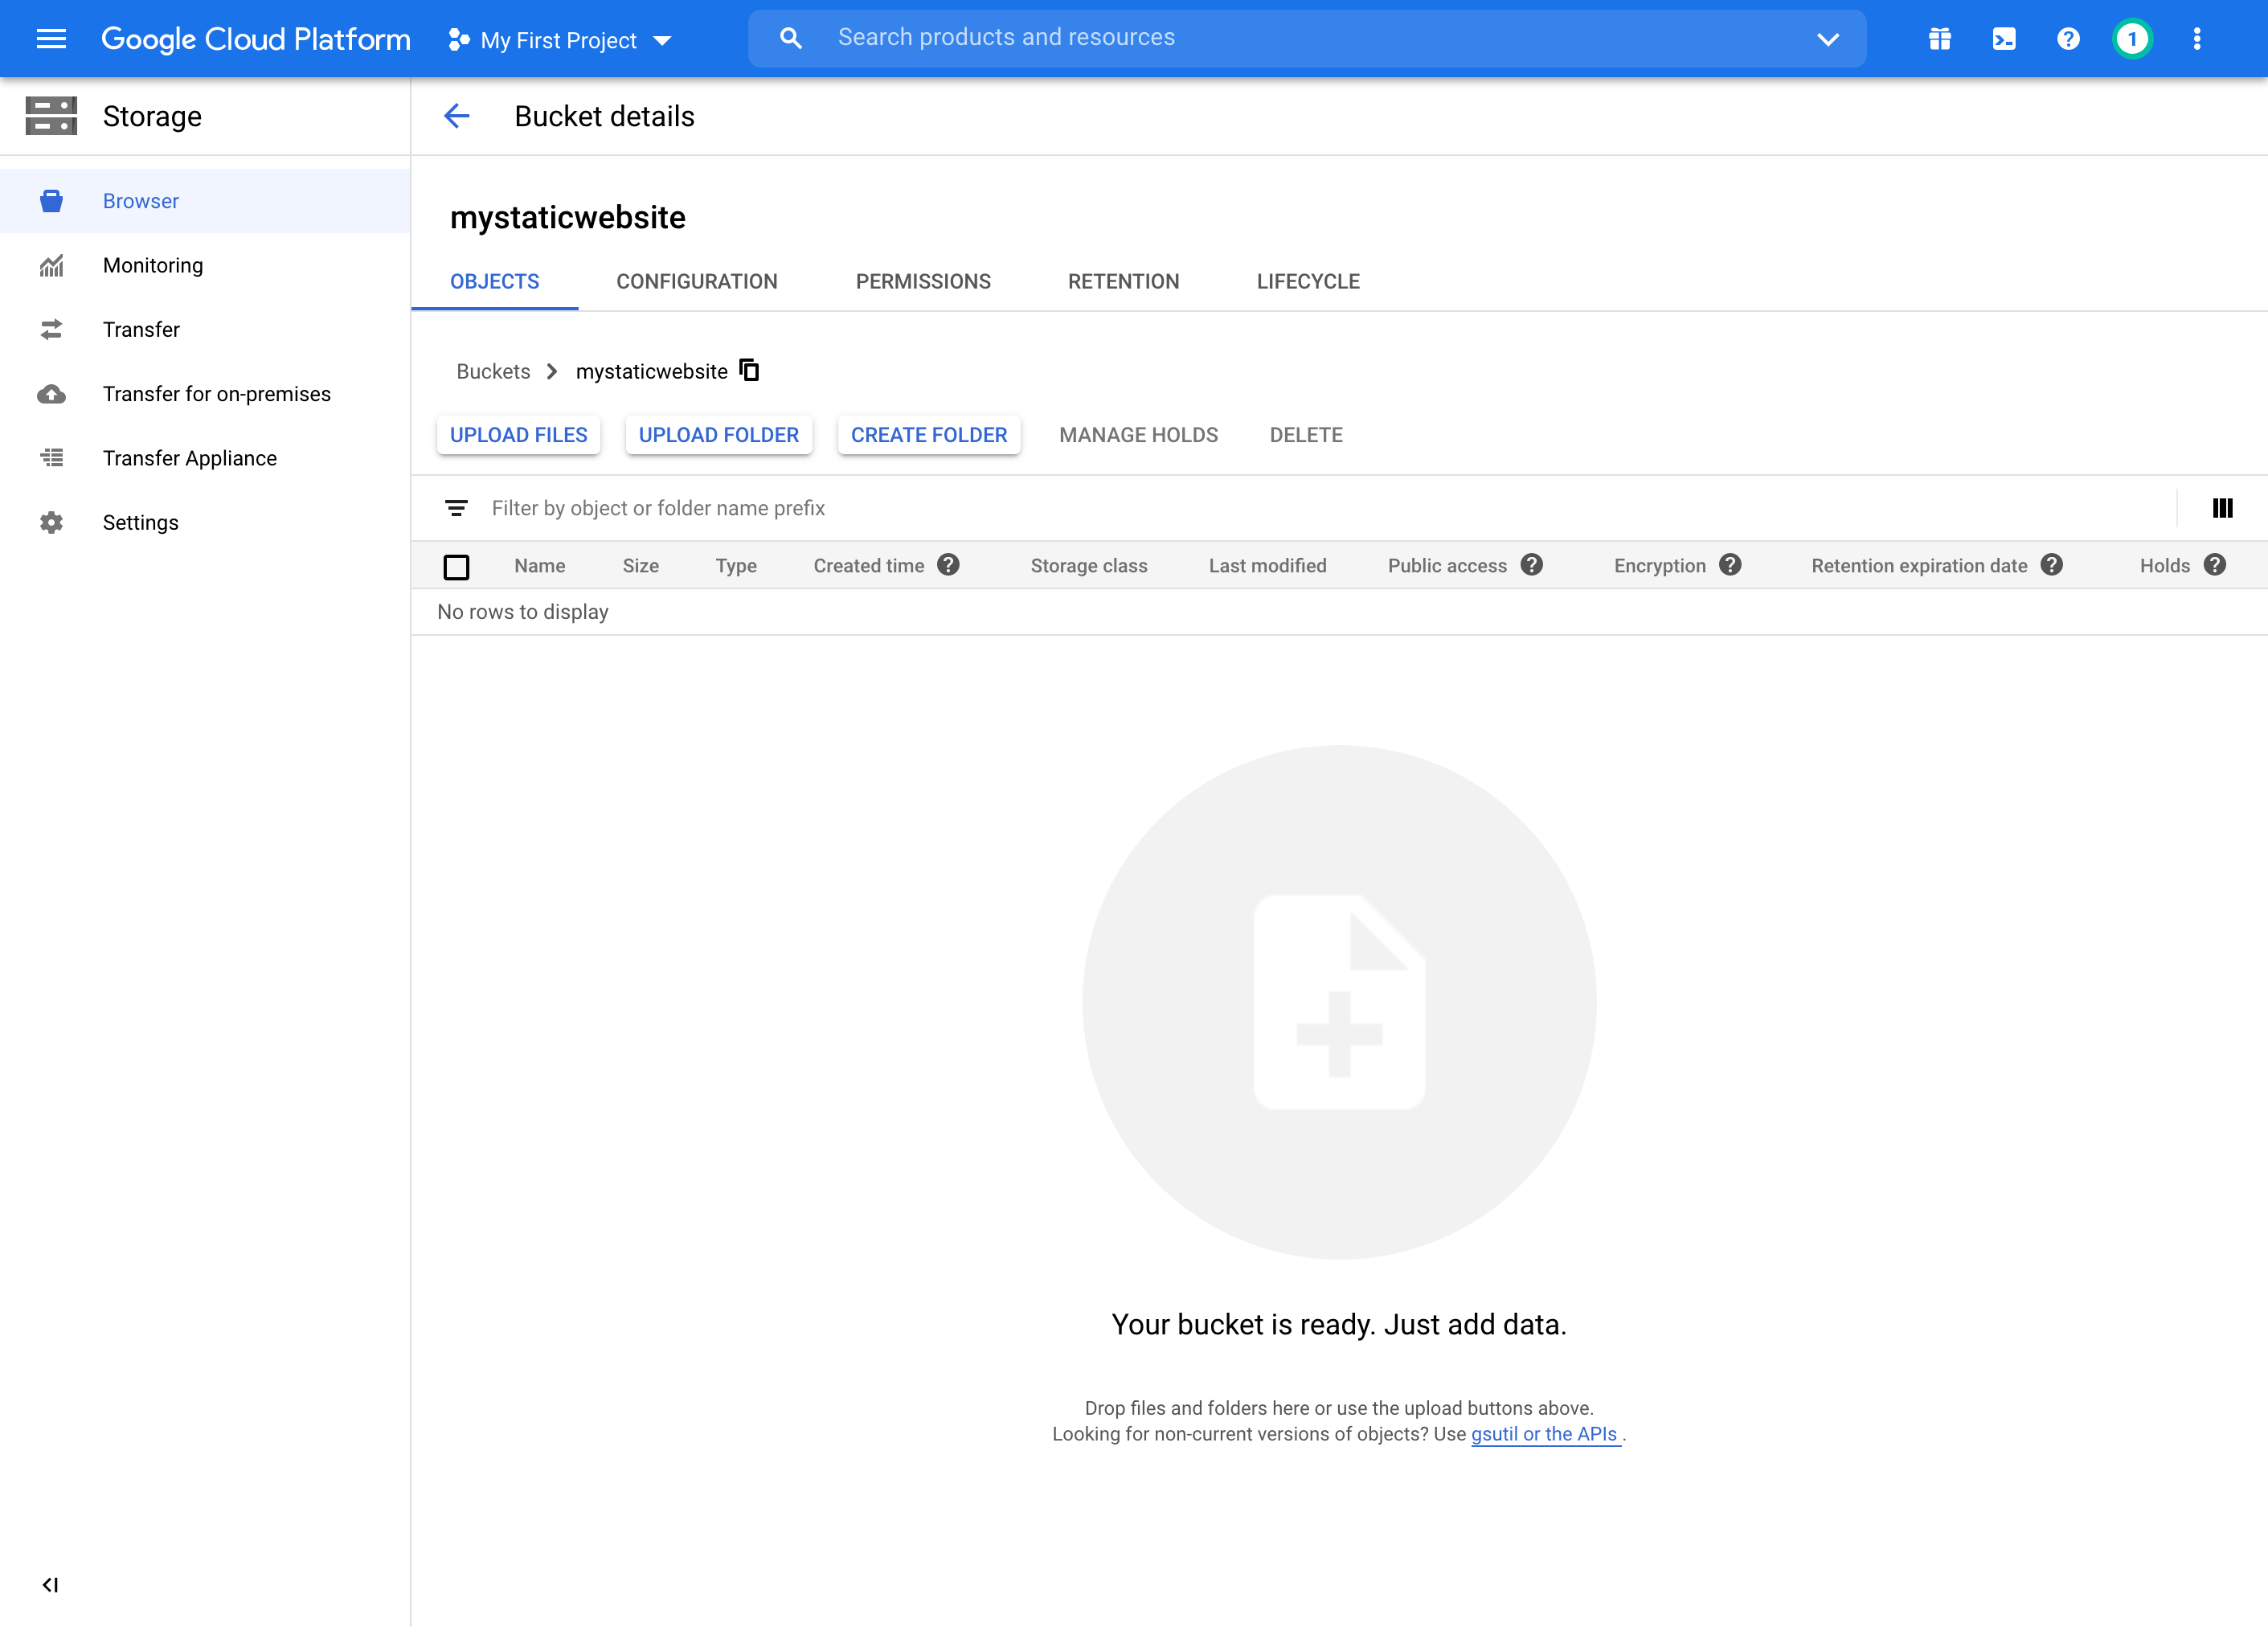 Google Cloud Platform
My First Project
Search products and resources
1
Storage
Bucket details
Browser
Monitoring
Transfer
Transfer for on-premises
Transfer Appliance
Settings
mystaticwebsite
OBJECTS CONFIGURATION PERMISSIONS RETENTION LIFECYCLE
Buckets mystaticwebsite
UPLOAD FILES UPLOAD FOLDER CREATE FOLDER MANAGE HOLDS DELETE
Filter by object or folder name prefix
Name Size Type Created time ? Storage class Last modified Public access ? Encryption ? Retention expiration date ? Holds ?
No rows to display
Your bucket is ready. Just add data.
Drop files and folders here or use the upload buttons above.
Looking for non-current versions of objects? Use gsutil or the APIs .